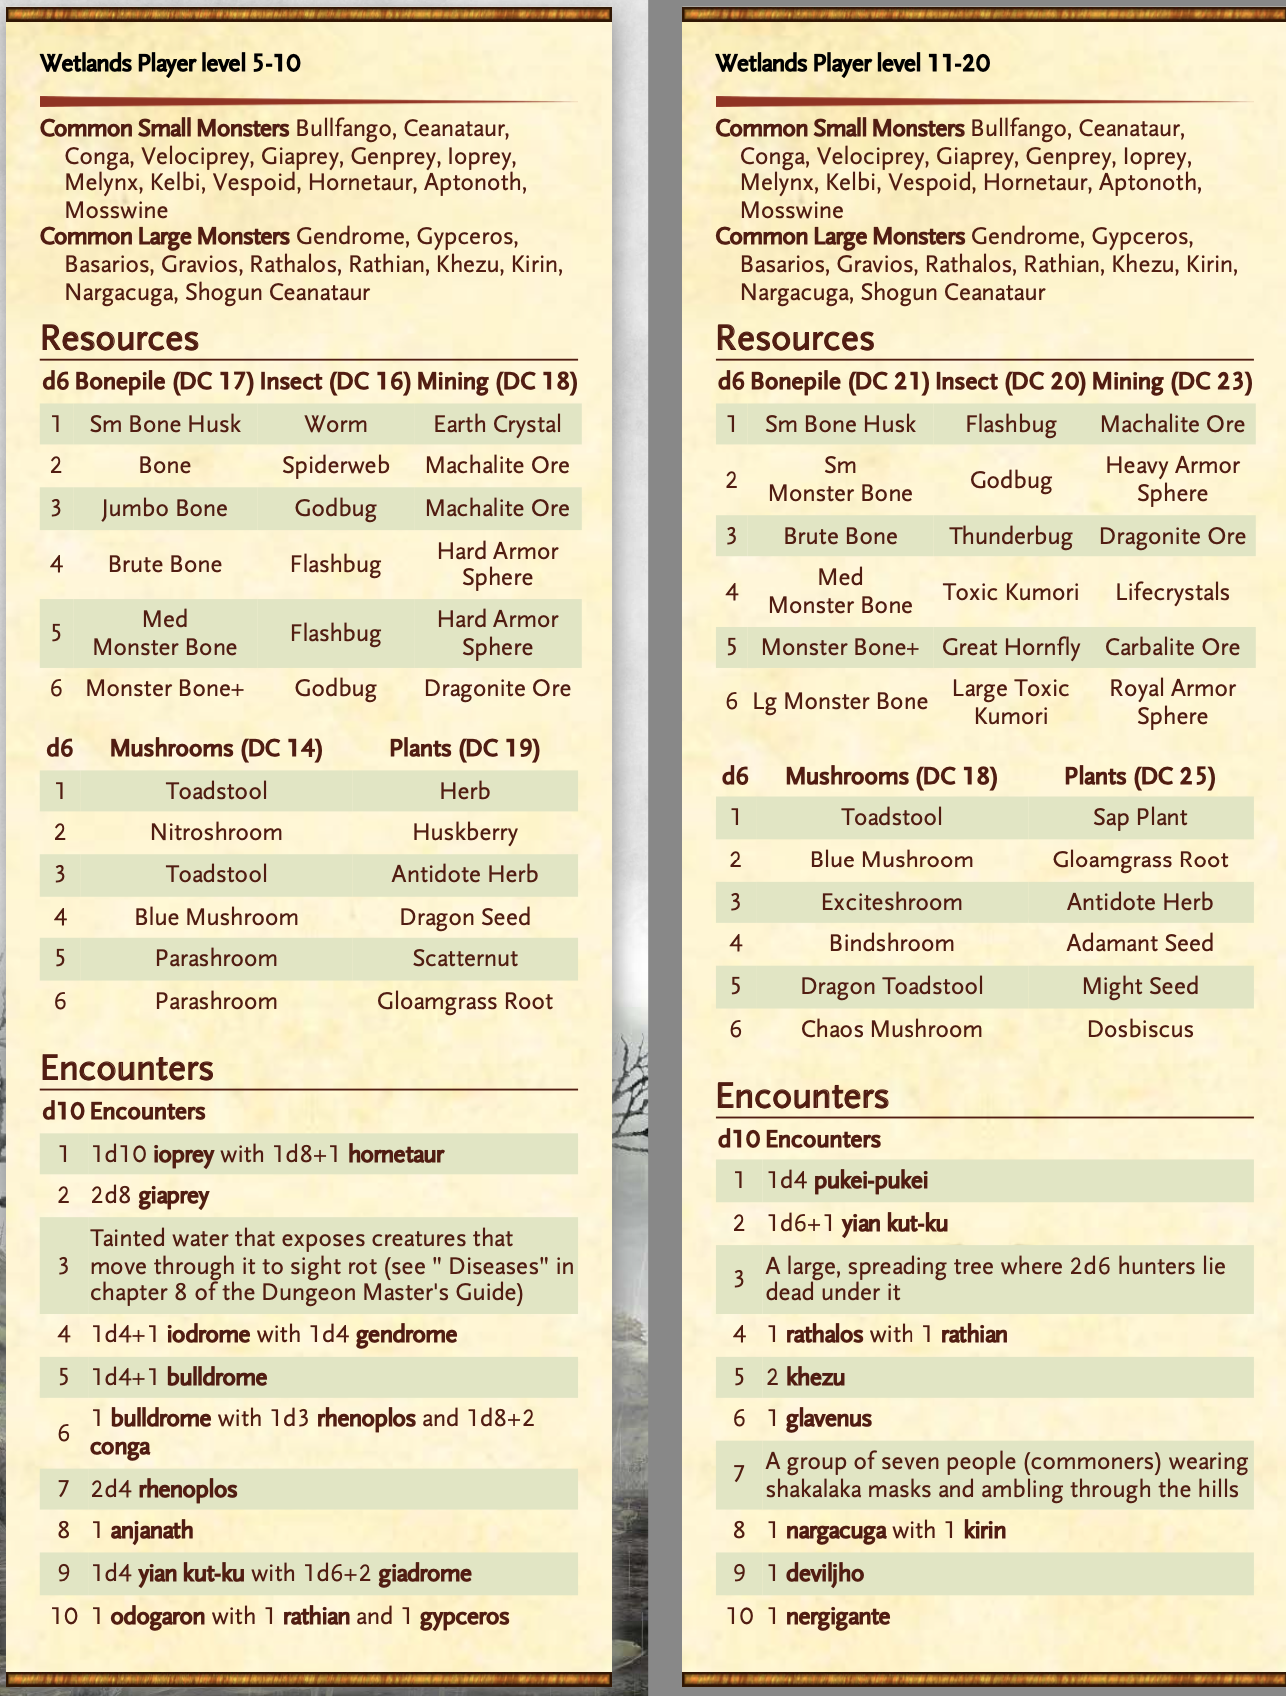 Wetlands Player level 5-10
Common Small Monsters Bullfango, Ceanataur,
Conga, Velociprey, Giaprey, Genprey, Ioprey,
Melynx, Kelbi, Vespoid, Hornetaur, Aptonoth,
Mosswine
Common Large Monsters Gendrome, Gypceros,
Basarios, Gravios, Rathalos, Rathian, Khezu, Kirin,
Nargacuga, Shogun Ceanataur
Resources
d6 Bonepile (DC 17) Insect (DC 16) Mining (DC 18)
1 Sm Bone Husk Worm Earth Crystal
2 Bone Spiderweb Machalite Ore
3 Jumbo Bone Godbug Machalite Ore
4 Brute Bone Flashbug Hard Armor
Sphere
5 Med
Monster Bone Flashbug Hard Armor
Sphere
6 Monster Bone+ Godbug Dragonite Ore
d6 Mushrooms (DC 14) Plants (DC 19)
1 Toadstool Herb
2 Nitroshroom Huskberry
3 Toadstool Antidote Herb
4 Blue Mushroom Dragon Seed
5 Parashroom Scatternut
6 Parashroom Gloamgrass Root
Encounters
d10 Encounters
1 1d10 ioprey with 1d8+1 hornetaur
2 2d8 giaprey
3 Tainted water that exposes creatures that
move through it to sight rot (see " Diseases" in
chapter 8 of the Dungeon Master's Guide)
4 1d4+1 iodrome with 1d4 gendrome
5 1d4+1 bulldrome
6 1 bulldrome with 1d3 rhenoplos and 1d8+2
conga
7 2d4 rhenoplos
8 1 anjanath
9 1d4 yian kut-ku with 1d6+2 giadrome
10 1 odogaron with 1 rathian and 1 gypceros
Wetlands Player level 11-20
Common Small Monsters Bullfango, Ceanataur,
Conga, Velociprey, Giaprey, Genprey, Ioprey,
Melynx, Kelbi, Vespoid, Hornetaur, Aptonoth,
Mosswine
Common Large Monsters Gendrome, Gypceros,
Basarios, Gravios, Rathalos, Rathian, Khezu, Kirin,
Nargacuga, Shogun Ceanataur
Resources
d6 Bonepile (DC 21) Insect (DC 20) Mining (DC 23)
1 Sm Bone Husk Flashbug Machalite Ore
2 Sm
Monster Bone Godbug Heavy Armor
Sphere
3 Brute Bone Thunderbug Dragonite Ore
4 Med
Monster Bone Toxic Kumori Lifecrystals
5 Monster Bone+ Great Hornfly Carbalite Ore
6 Lg Monster Bone Large Toxic
Kumori Royal Armor
Sphere
d6 Mushrooms (DC 18) Plants (DC 25)
1 Toadstool Sap Plant
2 Blue Mushroom Gloamgrass Root
3 Exciteshroom Antidote Herb
4 Bindshroom Adamant Seed
5 Dragon Toadstool Might Seed
6 Chaos Mushroom Dosbiscus
Encounters
d10 Encounters
1 1d4 pukei-pukei
2 1d6+1 yian kut-ku
3 A large, spreading tree where 2d6 hunters lie
dead under it
4 1 rathalos with 1 rathian
5 2 khezu
6 1 glavenus
7 A group of seven people (commoners) wearing
shakalaka masks and ambling through the hills
8 1 nargacuga with 1 kirin
9 1 deviljho
10 1 nergigante